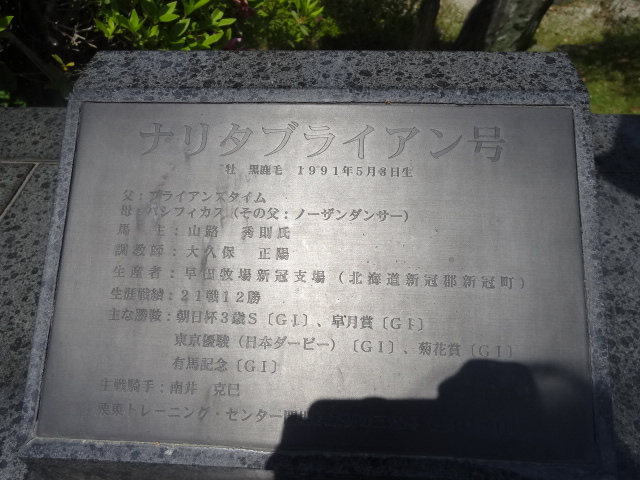 ナリタブライアン号
牡 黒鹿毛 1991年5月3日生
父：ブライアンズタイム
母：パシフィカス（その父：ノーザンダンサー）
馬 主：山路 秀則氏
調教師：大久保 正陽
生産者：早田牧場新冠支場（北海道新冠郡新冠町）
生涯戦績：21戦12勝
主な勝鞍：朝日杯3歳S〔GI〕、皐月賞〔GI〕
東京優駿（日本ダービー）〔GI〕、菊花賞〔GI〕
有馬記念〔GI〕
主戦騎手：南井 克巳
栗東トレーニング・センター開場